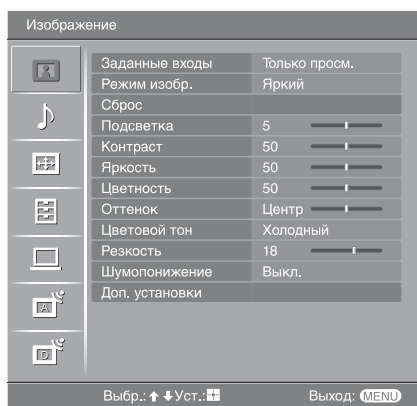 Изображение
Заданные входы Только просм.
Режим изобр. Яркий
Сброс
Подсветка 5
Контраст 50
Яркость 50
Цветность 50
Оттенок Центр
Цветовой тон Холодный
Резкость 18
Шумопонижение Выкл.
Доп. установки
A
D
Выбр.: Уст.: Выход: MENU